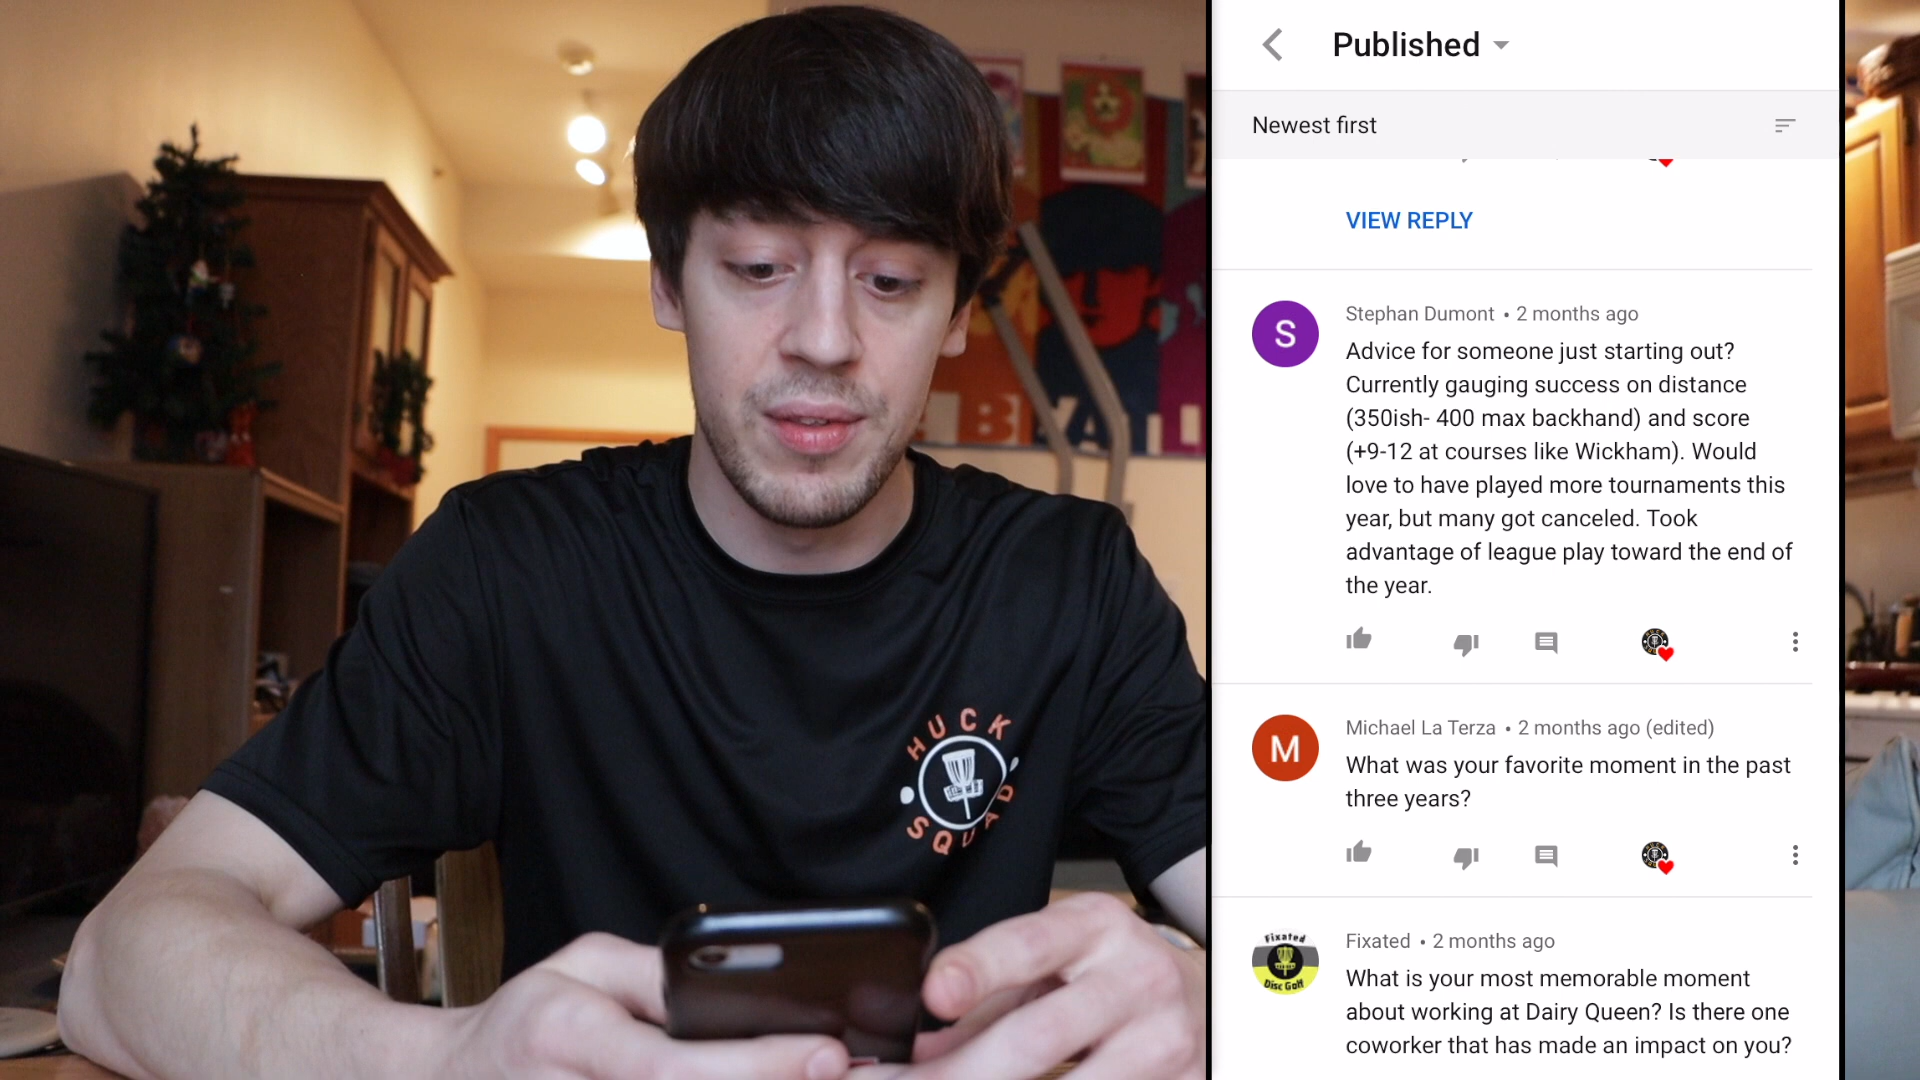 Published
Newest first
VIEW REPLY
Stephan Dumont • 2 months ago
Advice for someone just starting out?
Currently gauging success on distance
(350ish- 400 max backhand) and score
(+9-12 at courses like Wickham). Would
love to have played more tournaments this
year, but many got canceled. Took
advantage of league play toward the end of
the year.
Michael La Terza • 2 months ago (edited)
What was your favorite moment in the past
three years?
Fixated • 2 months ago
What is your most memorable moment
about working at Dairy Queen? Is there one
coworker that has made an impact on you?
S
M
Fixated
Disc Golf
HUCK
SQUAD